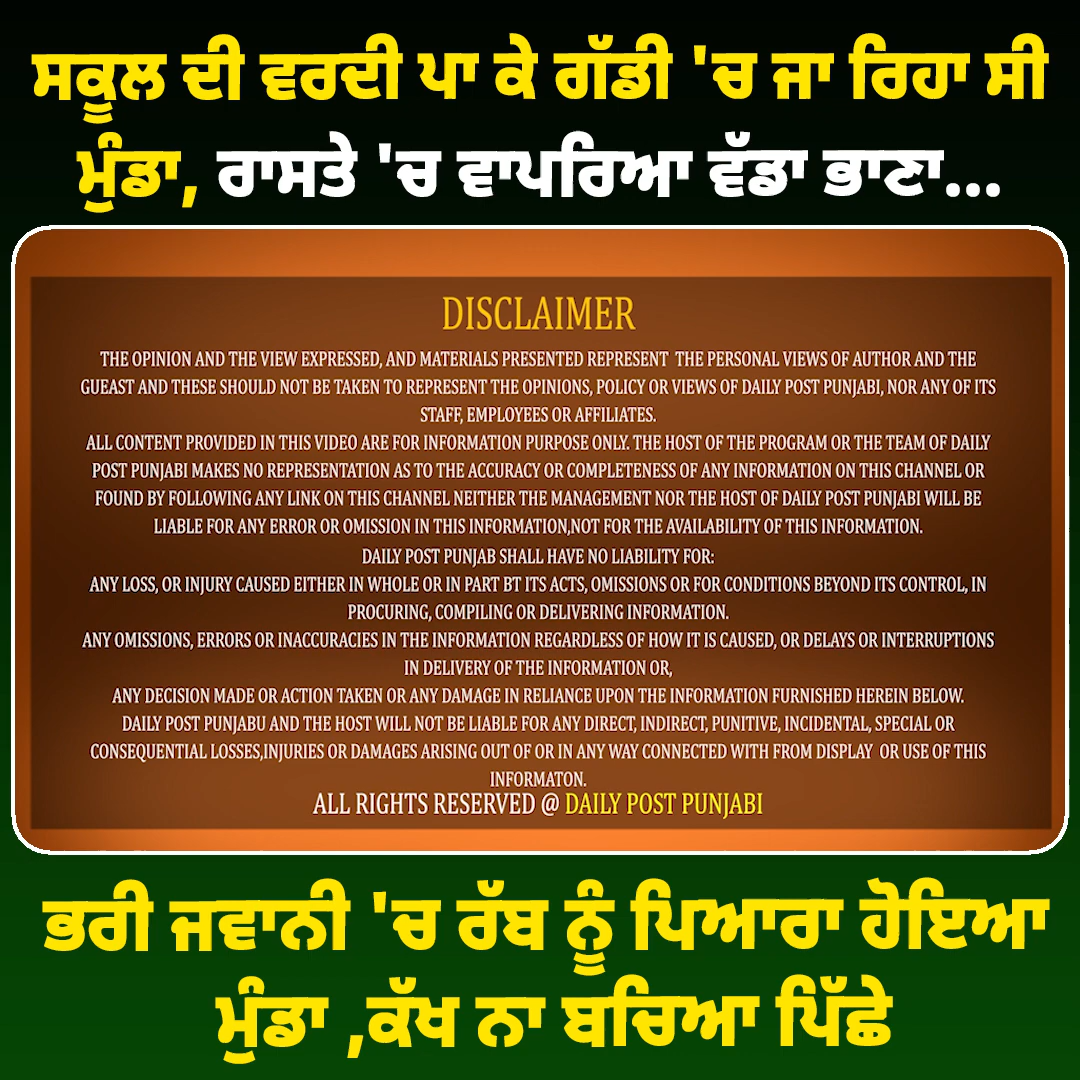 ਸਕੂਲ ਦੀ ਵਰਦੀ ਪਾ ਕੇ ਗੱਡੀ 'ਚ ਜਾ ਰਿਹਾ ਸੀ
ਮੁੰਡਾ, ਰਾਸਤੇ 'ਚ ਵਾਪਰਿਆ ਵੱਡਾ ਭਾਣਾ...
DISCLAIMER
THE OPINION AND THE VIEW EXPRESSED, AND MATERIALS PRESENTED REPRESENT THE PERSONAL VIEWS OF AUTHOR AND THE
GUEAST AND THESE SHOULD NOT BE TAKEN TO REPRESENT THE OPINIONS, POLICY OR VIEWS OF DAILY POST PUNJABI, NOR ANY OF ITS
STAFF, EMPLOYEES OR AFFILIATES.
ALL CONTENT PROVIDED IN THIS VIDEO ARE FOR INFORMATION PURPOSE ONLY. THE HOST OF THE PROGRAM OR THE TEAM OF DAILY
POST PUNJABI MAKES NO REPRESENTATION AS TO THE ACCURACY OR COMPLETENESS OF ANY INFORMATION ON THIS CHANNEL OR
FOUND BY FOLLOWING ANY LINK ON THIS CHANNEL NEITHER THE MANAGEMENT NOR THE HOST OF DAILY POST PUNJABI WILL BE
LIABLE FOR ANY ERROR OR OMISSION IN THIS INFORMATION,NOT FOR THE AVAILABILITY OF THIS INFORMATION.
DAILY POST PUNJAB SHALL HAVE NO LIABILITY FOR:
ANY LOSS, OR INJURY CAUSED EITHER IN WHOLE OR IN PART BT ITS ACTS, OMISSIONS OR FOR CONDITIONS BEYOND ITS CONTROL, IN
PROCURING, COMPILING OR DELIVERING INFORMATION.
ANY OMISSIONS, ERRORS OR INACCURACIES IN THE INFORMATION REGARDLESS OF HOW IT IS CAUSED, OR DELAYS OR INTERRUPTIONS
IN DELIVERY OF THE INFORMATION OR,
ANY DECISION MADE OR ACTION TAKEN OR ANY DAMAGE IN RELIANCE UPON THE INFORMATION FURNISHED HEREIN BELOW.
DAILY POST PUNJABU AND THE HOST WILL NOT BE LIABLE FOR ANY DIRECT, INDIRECT, PUNITIVE, INCIDENTAL, SPECIAL OR
CONSEQUENTIAL LOSSES,INJURIES OR DAMAGES ARISING OUT OF OR IN ANY WAY CONNECTED WITH FROM DISPLAY OR USE OF THIS
INFORMATON.
ALL RIGHTS RESERVED @ DAILY POST PUNJABI
ਭਰੀ ਜਵਾਨੀ 'ਚ ਰੱਬ ਨੂੰ ਪਿਆਰਾ ਹੋਇਆ
ਮੁੰਡਾ ,ਕੱਖ ਨਾ ਬਚਿਆ ਪਿੱਛੇ